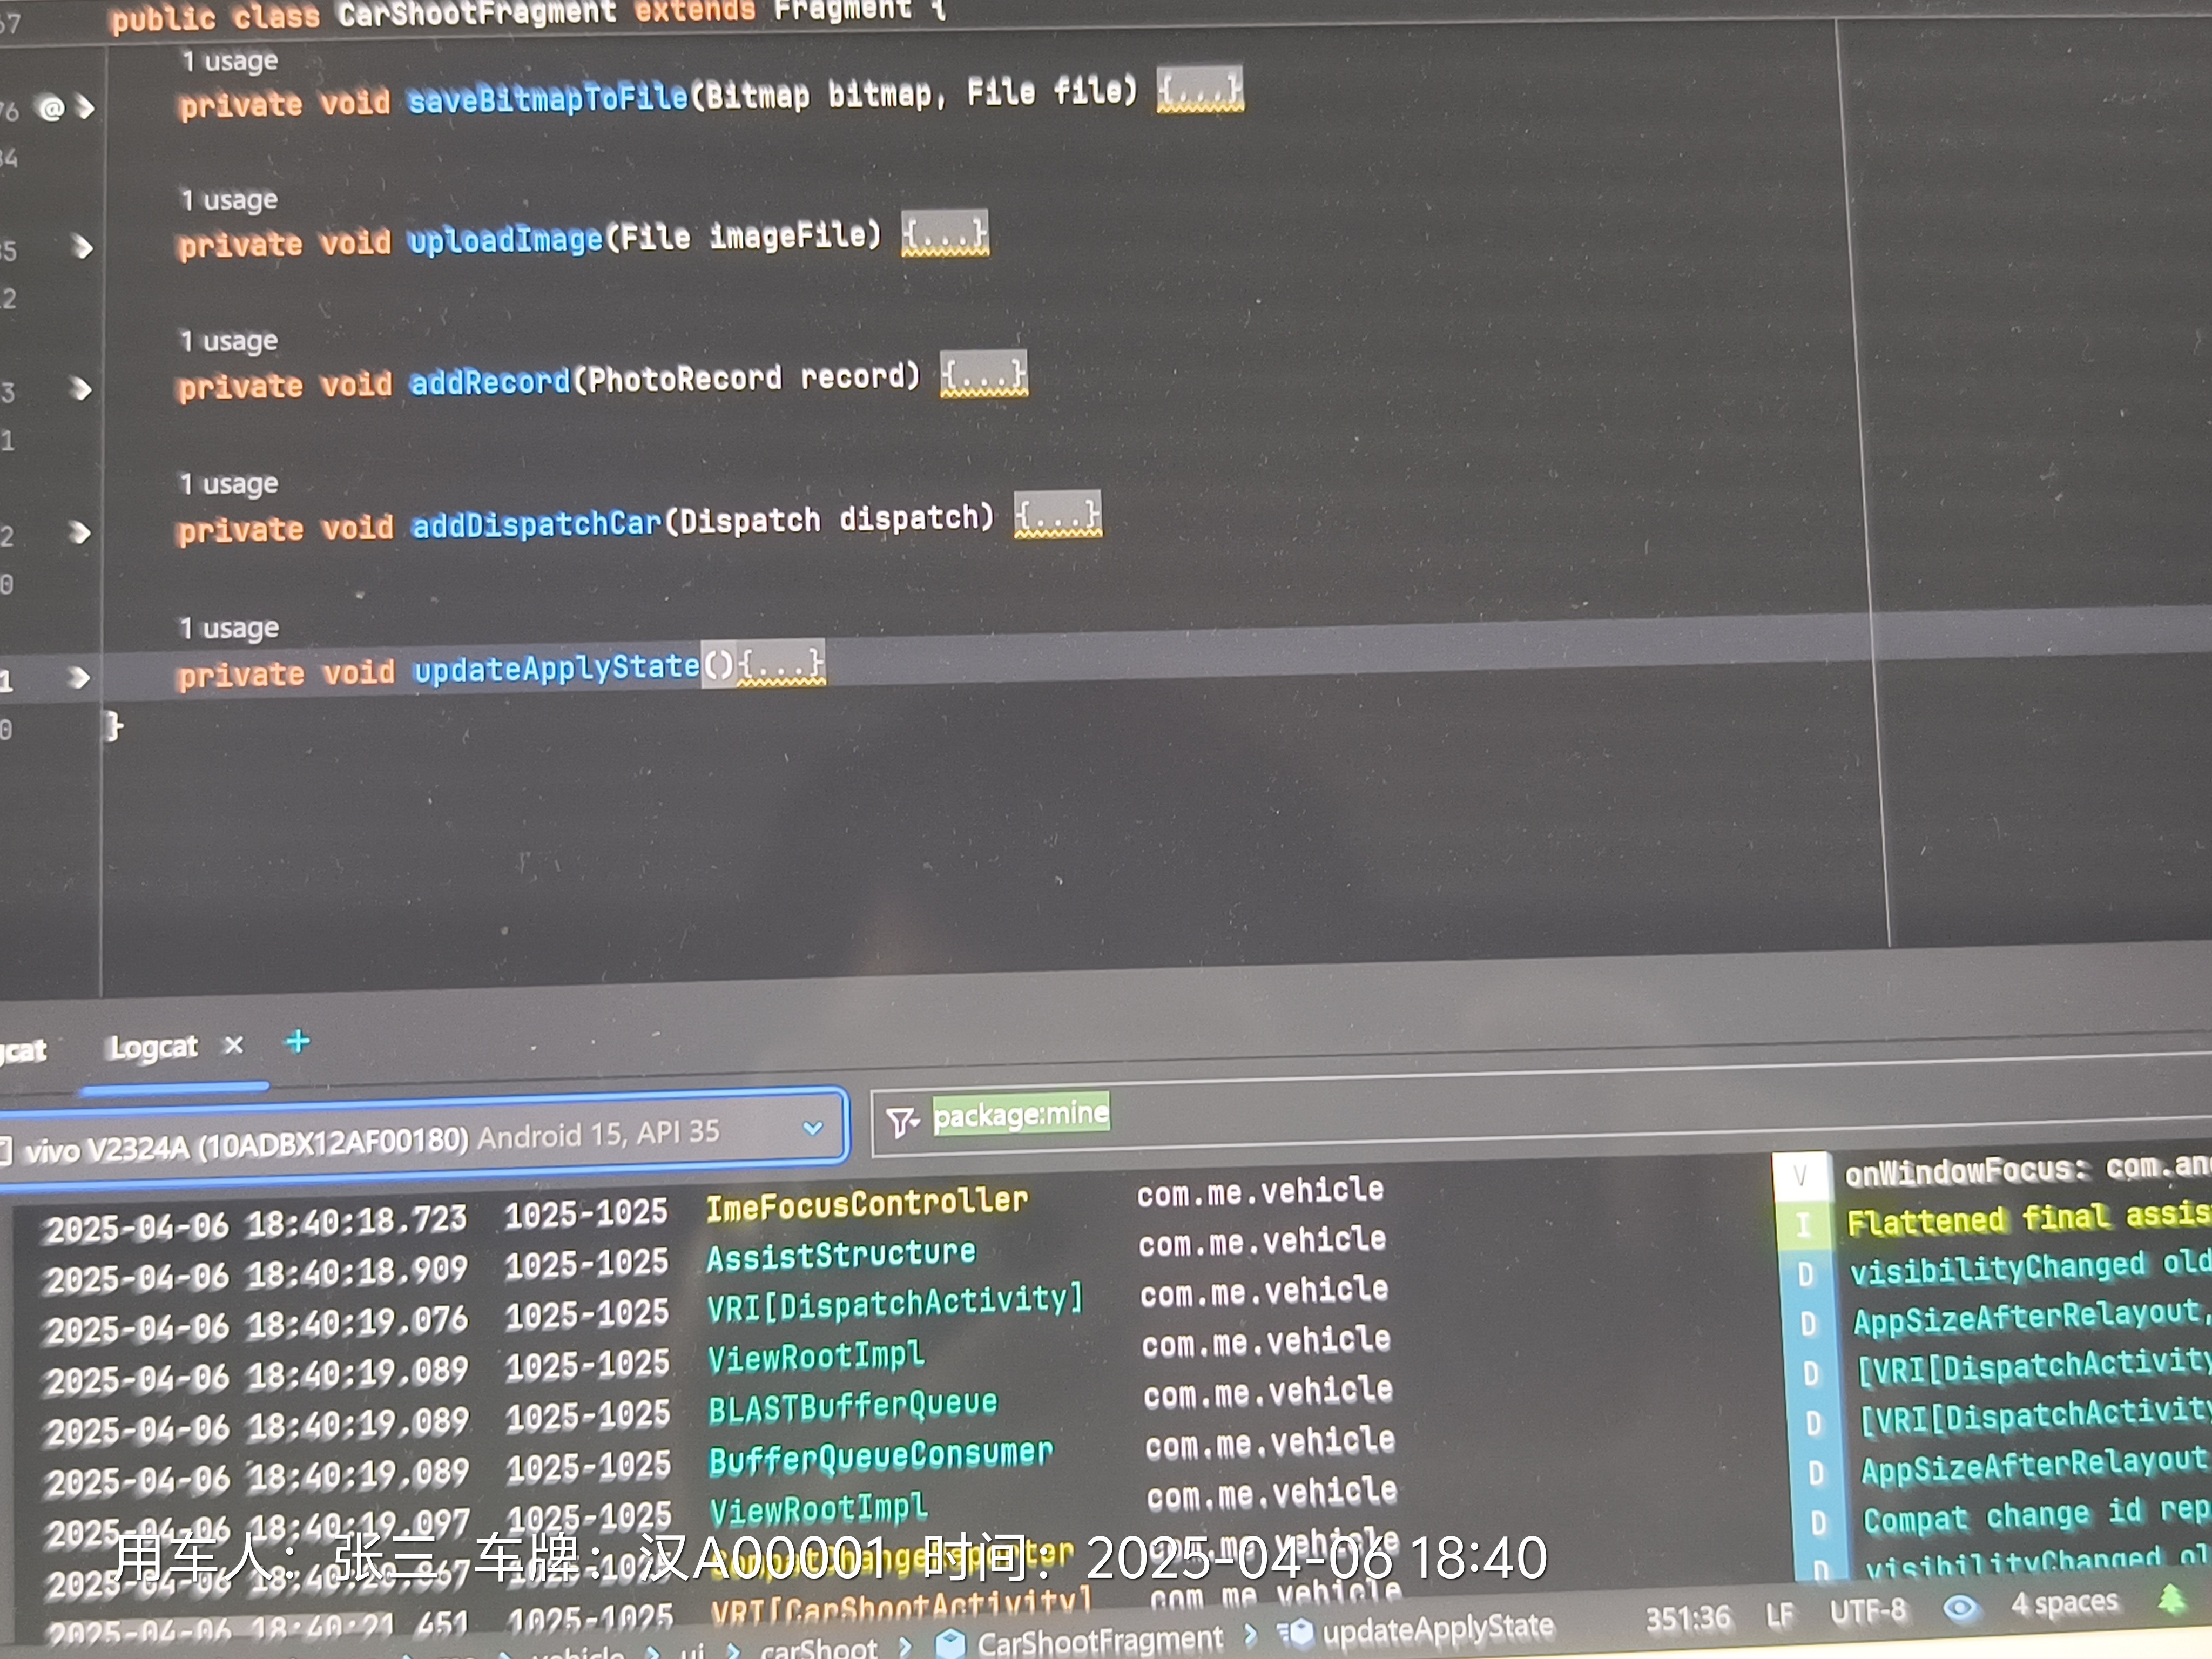 57 public class CarShootFragment extends Fragment {
1 usage
76 @ private void saveBitmapToFile(Bitmap bitmap, File file) {...}
84
1 usage
5 private void uploadImage(File imageFile) {...}
2
1 usage
3 private void addRecord(PhotoRecord record) {...}
1
1 usage
2 private void addDispatchCar(Dispatch dispatch) {...}
0
1 usage
1 private void updateApplyState(){...}
0 }
gcat Logcat × +
vivo V2324A (10ADBX12AF00180) Android 15, API 35 package:mine
2025-04-06 18:40:18.723 1025-1025 ImeFocusController com.me.vehicle V onWindowFocus: com.an
2025-04-06 18:40:18.909 1025-1025 AssistStructure com.me.vehicle I Flattened final assis
2025-04-06 18:40:19.076 1025-1025 VRI[DispatchActivity] com.me.vehicle D visibilityChanged old
2025-04-06 18:40:19.089 1025-1025 ViewRootImpl com.me.vehicle D AppSizeAfterRelayout,
2025-04-06 18:40:19.089 1025-1025 BLASTBufferQueue com.me.vehicle D [VRI[DispatchActivity
2025-04-06 18:40:19.089 1025-1025 BufferQueueConsumer com.me.vehicle D [VRI[DispatchActivity
2025-04-06 18:40:19.097 1025-1025 ViewRootImpl com.me.vehicle D AppSizeAfterRelayout
2025-04-06 CompatChangeReporter com.me.vehicle D Compat change id rep
2025-04-06 18:40:21.451 1025-1025 VRI[CarShootActivity] com.me.vehicle D visibilityChanged ol
用车人：张三 车牌：汉A00001 时间：2025-04-06 18:40
vehicle > ui > carShoot > CarShootFragment > updateApplyState 351:36 LF UTF-8 4 spaces